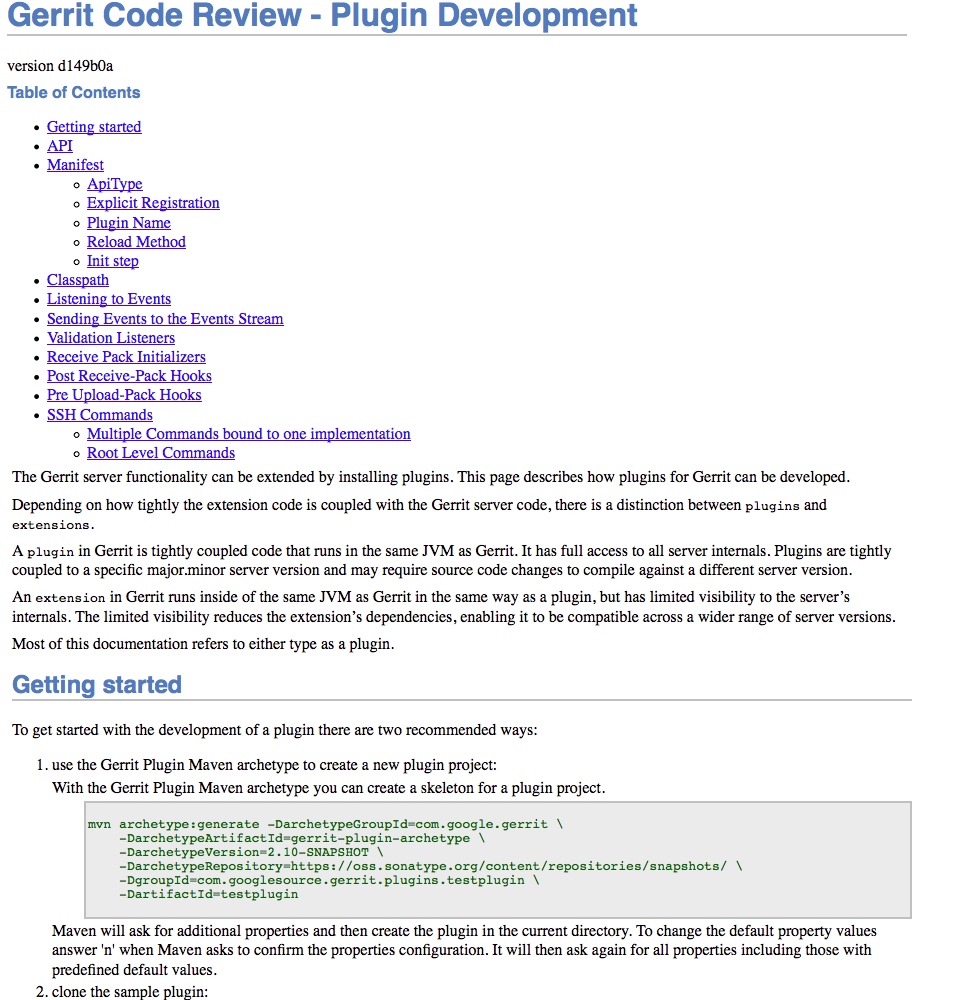 Gerrit Code Review - Plugin Development
version d149b0a
Table of Contents
• Getting started
• API
• Manifest
◦ ApiType
◦ Explicit Registration
◦ Plugin Name
◦ Reload Method
◦ Init step
• Classpath
• Listening to Events
• Sending Events to the Events Stream
• Validation Listeners
• Receive Pack Initializers
• Post Receive-Pack Hooks
• Pre Upload-Pack Hooks
• SSH Commands
◦ Multiple Commands bound to one implementation
◦ Root Level Commands
The Gerrit server functionality can be extended by installing plugins. This page describes how plugins for Gerrit can be developed.
Depending on how tightly the extension code is coupled with the Gerrit server code, there is a distinction between plugins and
extensions.
A plugin in Gerrit is tightly coupled code that runs in the same JVM as Gerrit. It has full access to all server internals. Plugins are tightly
coupled to a specific major.minor server version and may require source code changes to compile against a different server version.
An extension in Gerrit runs inside of the same JVM as Gerrit in the same way as a plugin, but has limited visibility to the server’s
internals. The limited visibility reduces the extension’s dependencies, enabling it to be compatible across a wider range of server versions.
Most of this documentation refers to either type as a plugin.
Getting started
To get started with the development of a plugin there are two recommended ways:
1. use the Gerrit Plugin Maven archetype to create a new plugin project:
With the Gerrit Plugin Maven archetype you can create a skeleton for a plugin project.
mvn archetype:generate -DarchetypeGroupId=com.google.gerrit \
-DarchetypeArtifactId=gerrit-plugin-archetype \
-DarchetypeVersion=2.10-SNAPSHOT \
-DarchetypeRepository=https://oss.sonatype.org/content/repositories/snapshots/ \
-DgroupId=com.googlesource.gerrit.plugins.testplugin \
-DartifactId=testplugin
Maven will ask for additional properties and then create the plugin in the current directory. To change the default property values
answer 'n' when Maven asks to confirm the properties configuration. It will then ask again for all properties including those with
predefined default values.
2. clone the sample plugin: